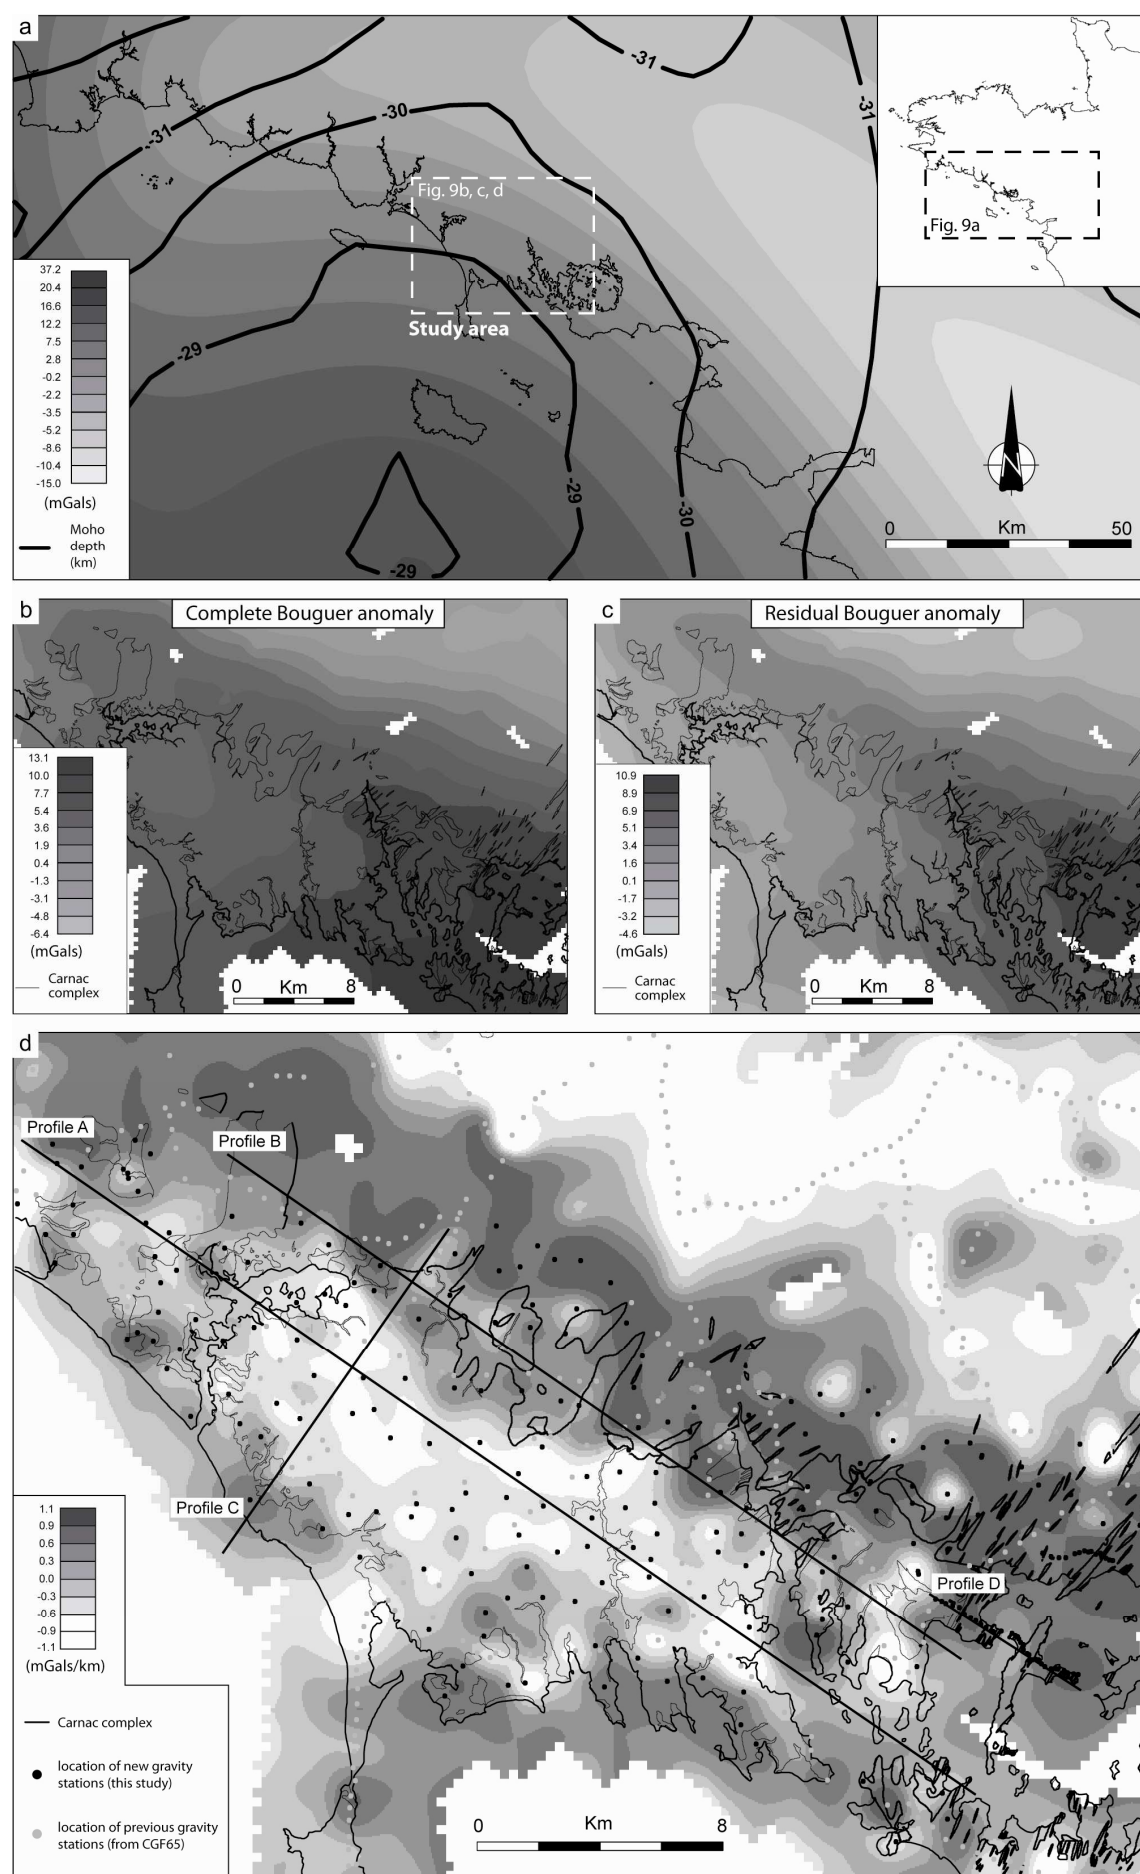 a
-31
-31
-30
-31
Fig. 9b, c, d
Fig. 9a
Study area
-29
-29
-30
-29
37.2
20.4
16.6
12.2
7.5
2.8
-0.2
-2.2
-3.5
-5.2
-8.6
-10.4
-15.0
(mGals)
Moho
depth
(km)
N
0 Km 50
b
Complete Bouguer anomaly
13.1
10.0
7.7
5.4
3.6
1.9
0.4
-1.3
-3.1
-4.8
-6.4
(mGals)
Carnac
complex
0 Km 8
c
Residual Bouguer anomaly
10.9
8.9
6.9
5.1
3.4
1.6
0.1
-1.7
-3.2
-4.6
(mGals)
Carnac
complex
0 Km 8
d
Profile A
Profile B
Profile C
Profile D
1.1
0.9
0.6
0.3
0.0
-0.3
-0.6
-0.9
-1.1
(mGals/km)
Carnac complex
location of new gravity
stations (this study)
location of previous gravity
stations (from CGF65)
0 Km 8